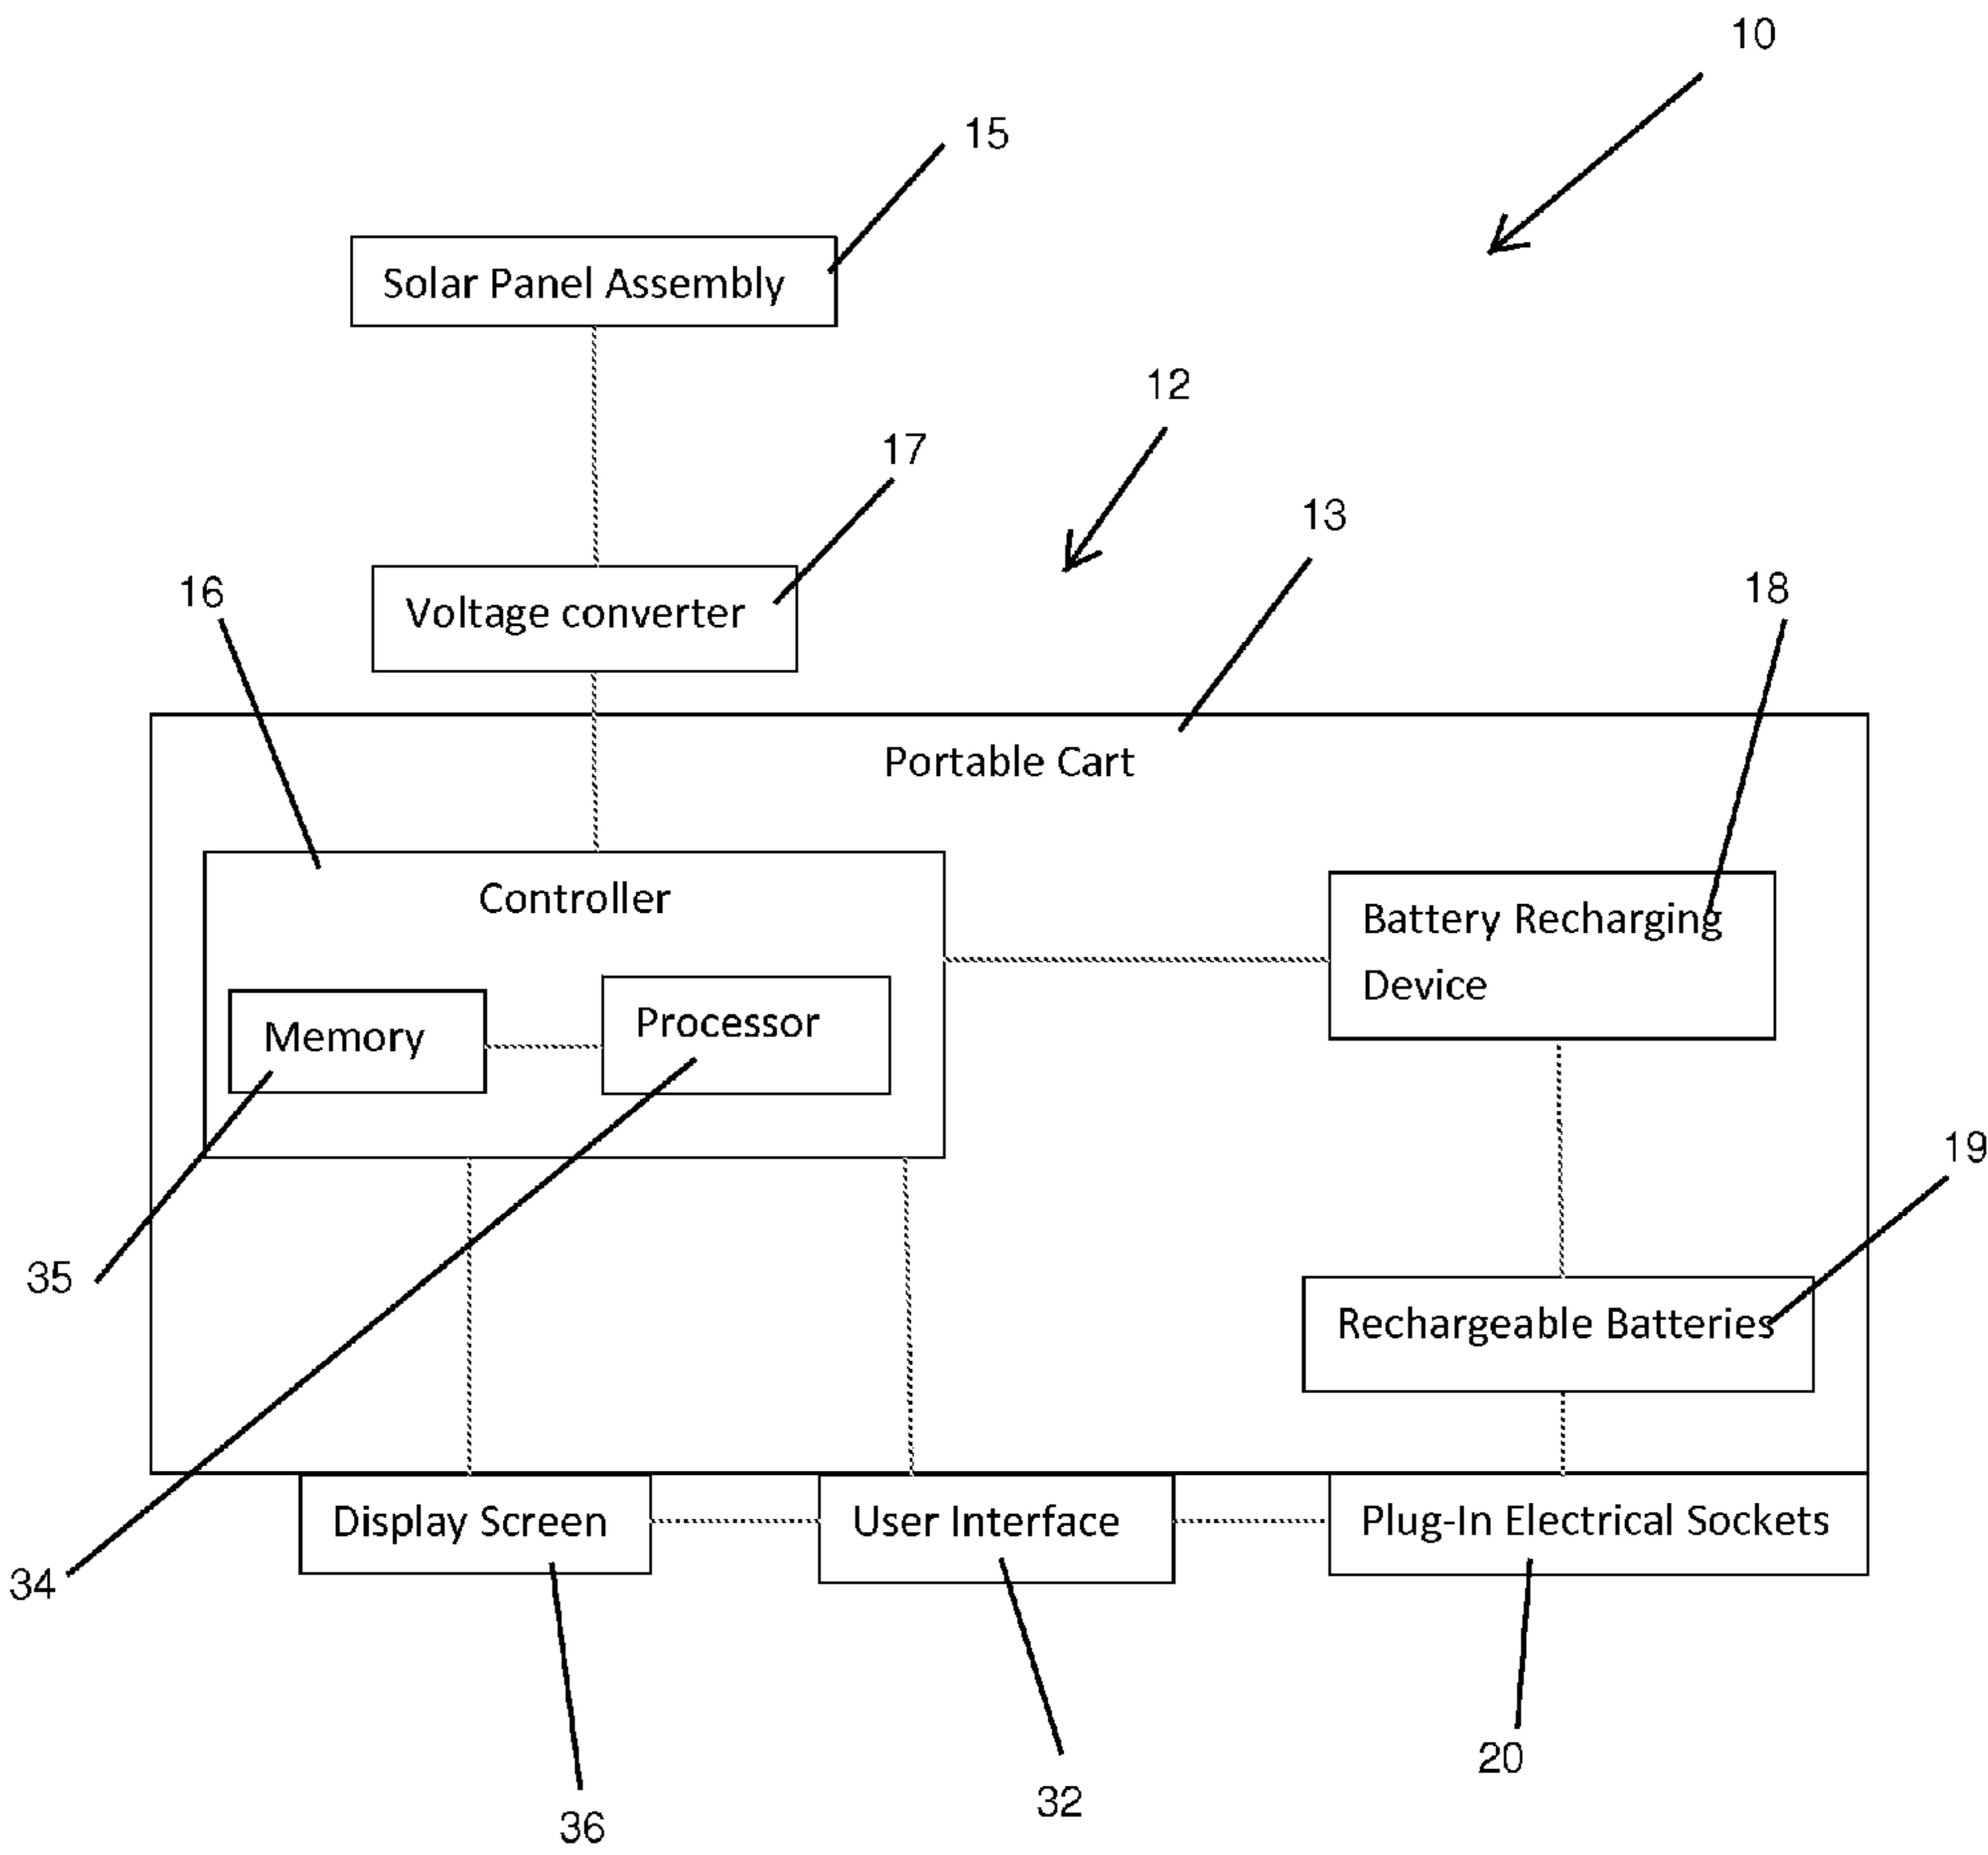 10
15
Solar Panel Assembly
12
17
13
16
18
Voltage converter
Portable Cart
Controller
Battery Recharging
Device
Memory
Processor
19
35
Rechargeable Batteries
Display Screen
User Interface
Plug-In Electrical Sockets
34
20
32
36